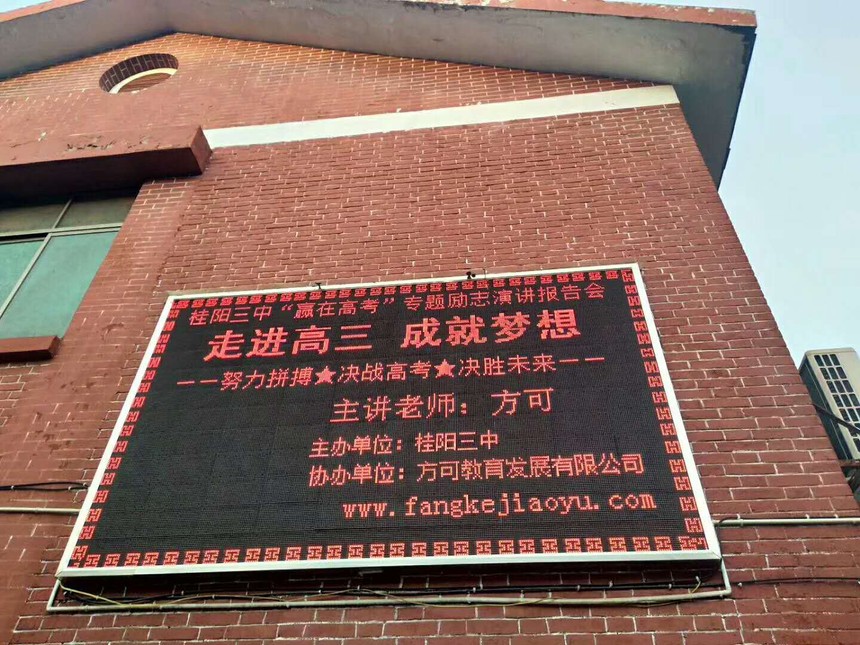 桂阳三中“赢在高考”专题励志演讲报告会
走进高三 成就梦想
——努力拼搏★决战高考★决胜未来——
主讲老师：方可
主办单位：桂阳三中
协办单位：方可教育发展有限公司
www.fangkejiaoyu.com